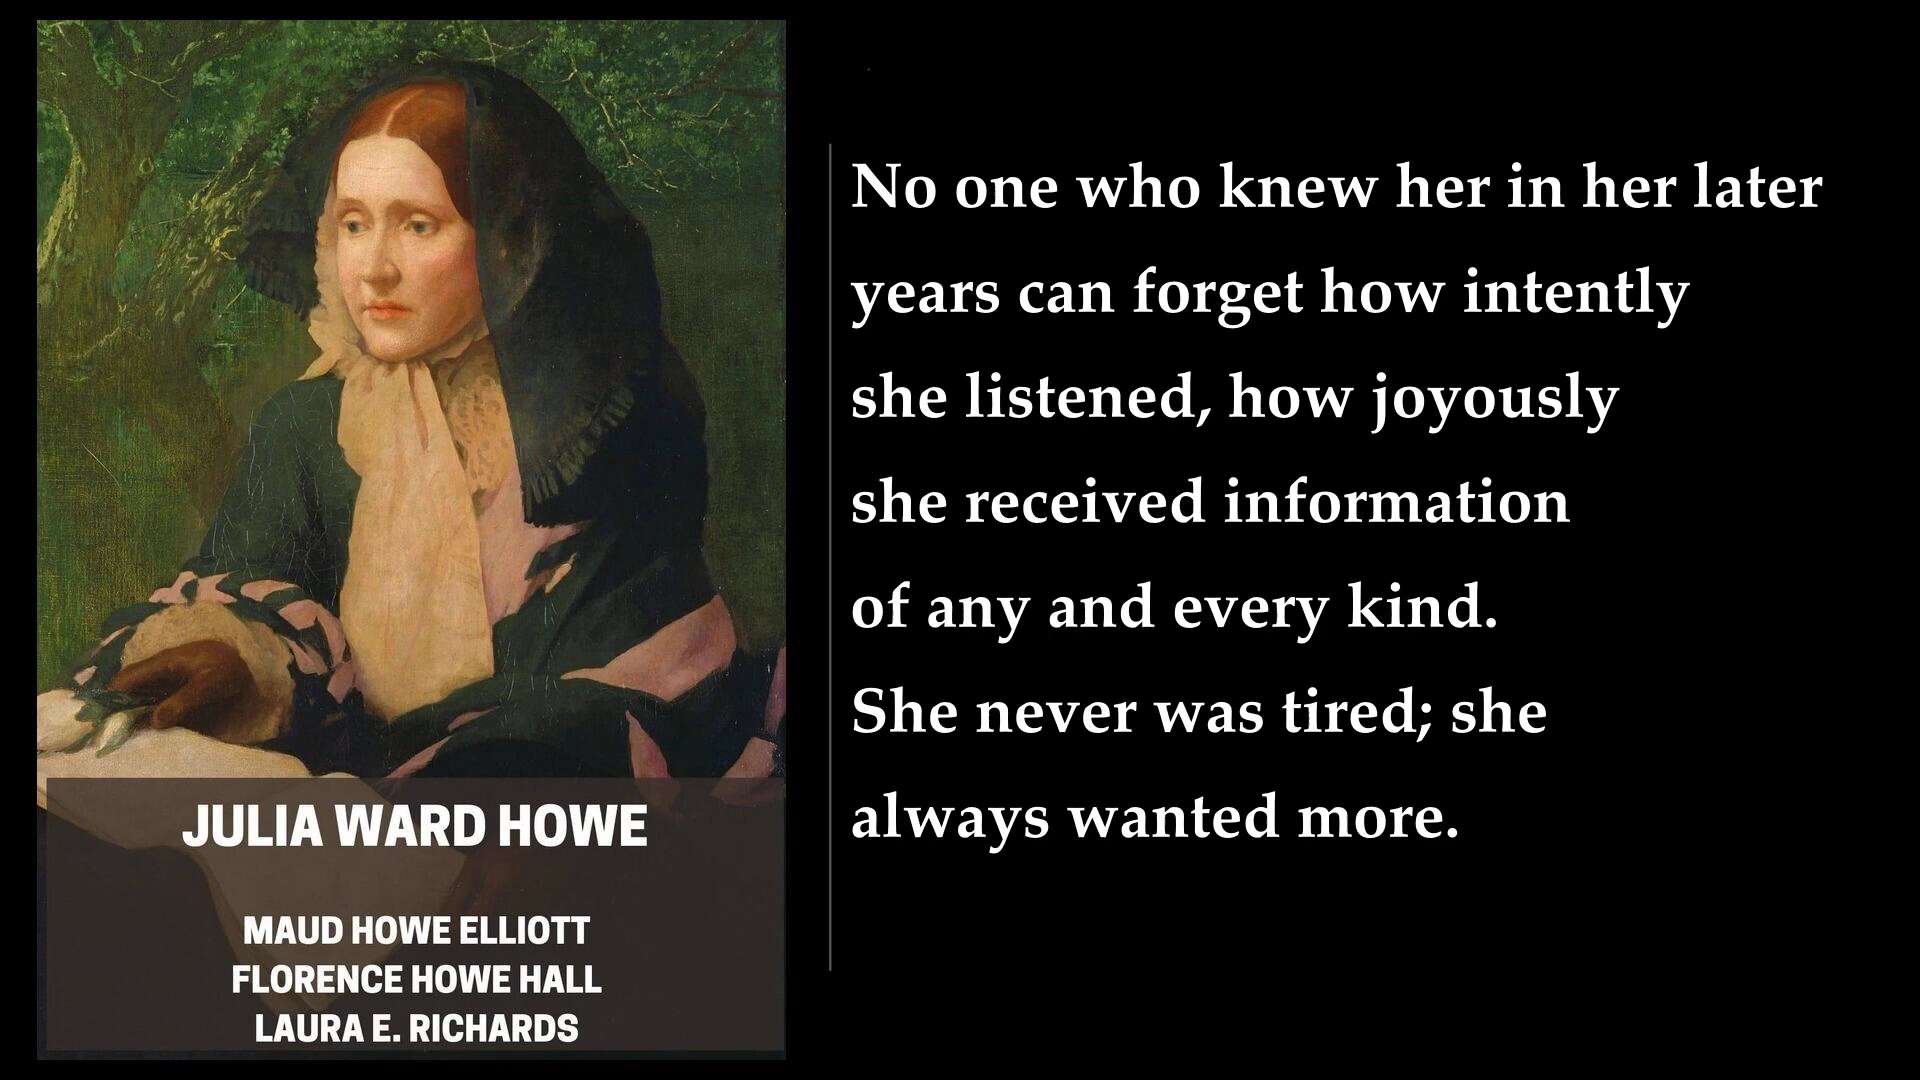 JULIA WARD HOWE
MAUD HOWE ELLIOTT
FLORENCE HOWE HALL
LAURA E. RICHARDS
No one who knew her in her later
years can forget how intently
she listened, how joyously
she received information
of any and every kind.
She never was tired; she
always wanted more.